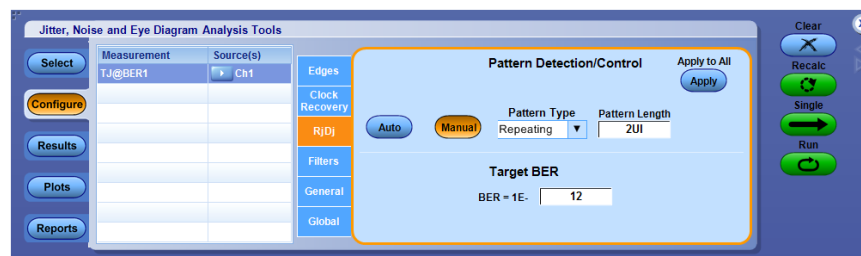 Jitter, Noise and Eye Diagram Analysis Tools
Clear
Select
Measurement Source(s)
TJ@BER1 Ch1
Edges
Pattern Detection/Control
Apply to All
Apply
Recalc
Configure
Clock
Recovery
Single
Pattern Type Pattern Length
RjDj
Auto
Manual
Repeating
2UI
Results
Run
Filters
Target BER
Plots
General
BER = 1E- 12
Reports
Global